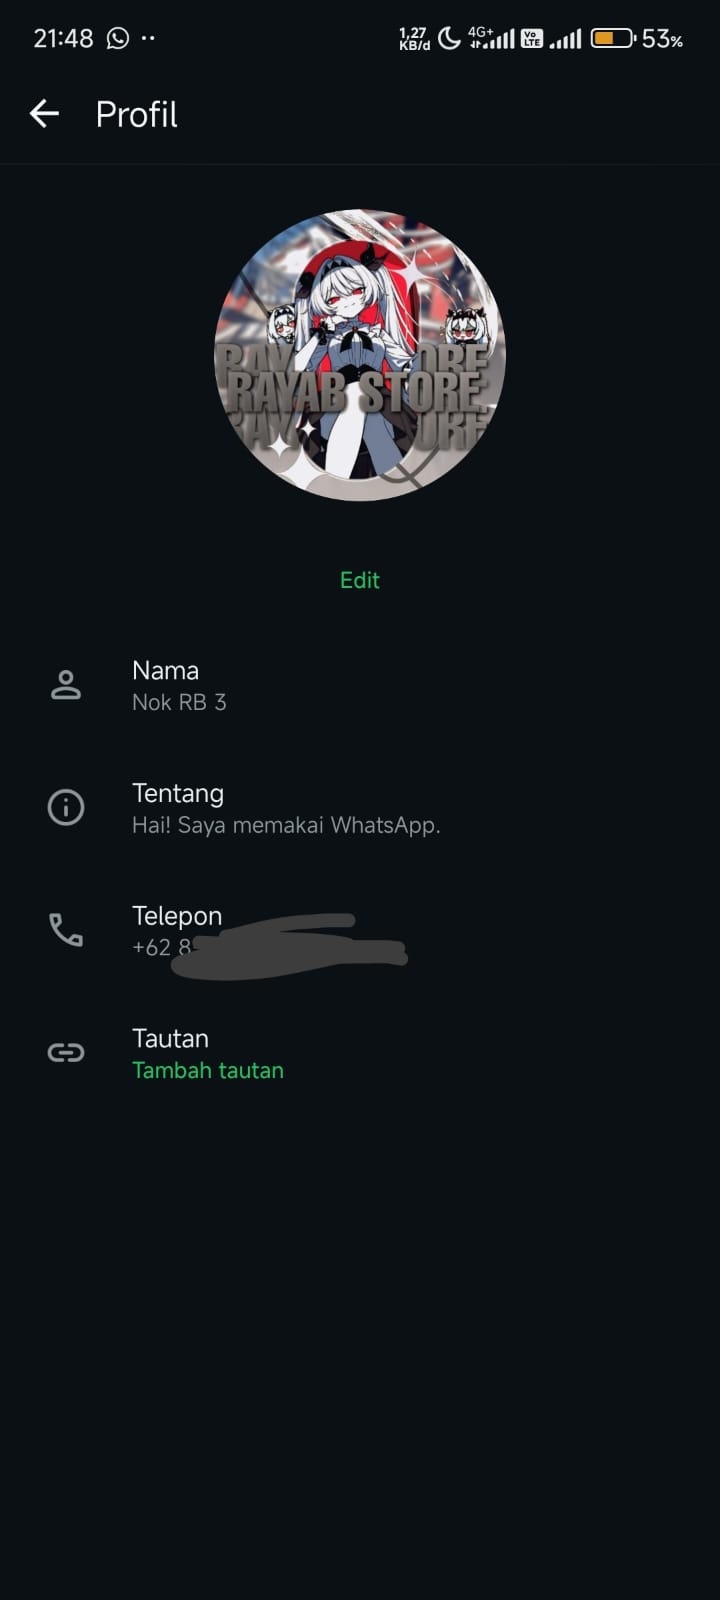 21:48
1,27 KB/d 4G+ Vo LTE 53%
Profil
RAYAB STORE
Edit
Nama
Nok RB 3
Tentang
Hai! Saya memakai WhatsApp.
Telepon
+62 8
Tautan
Tambah tautan